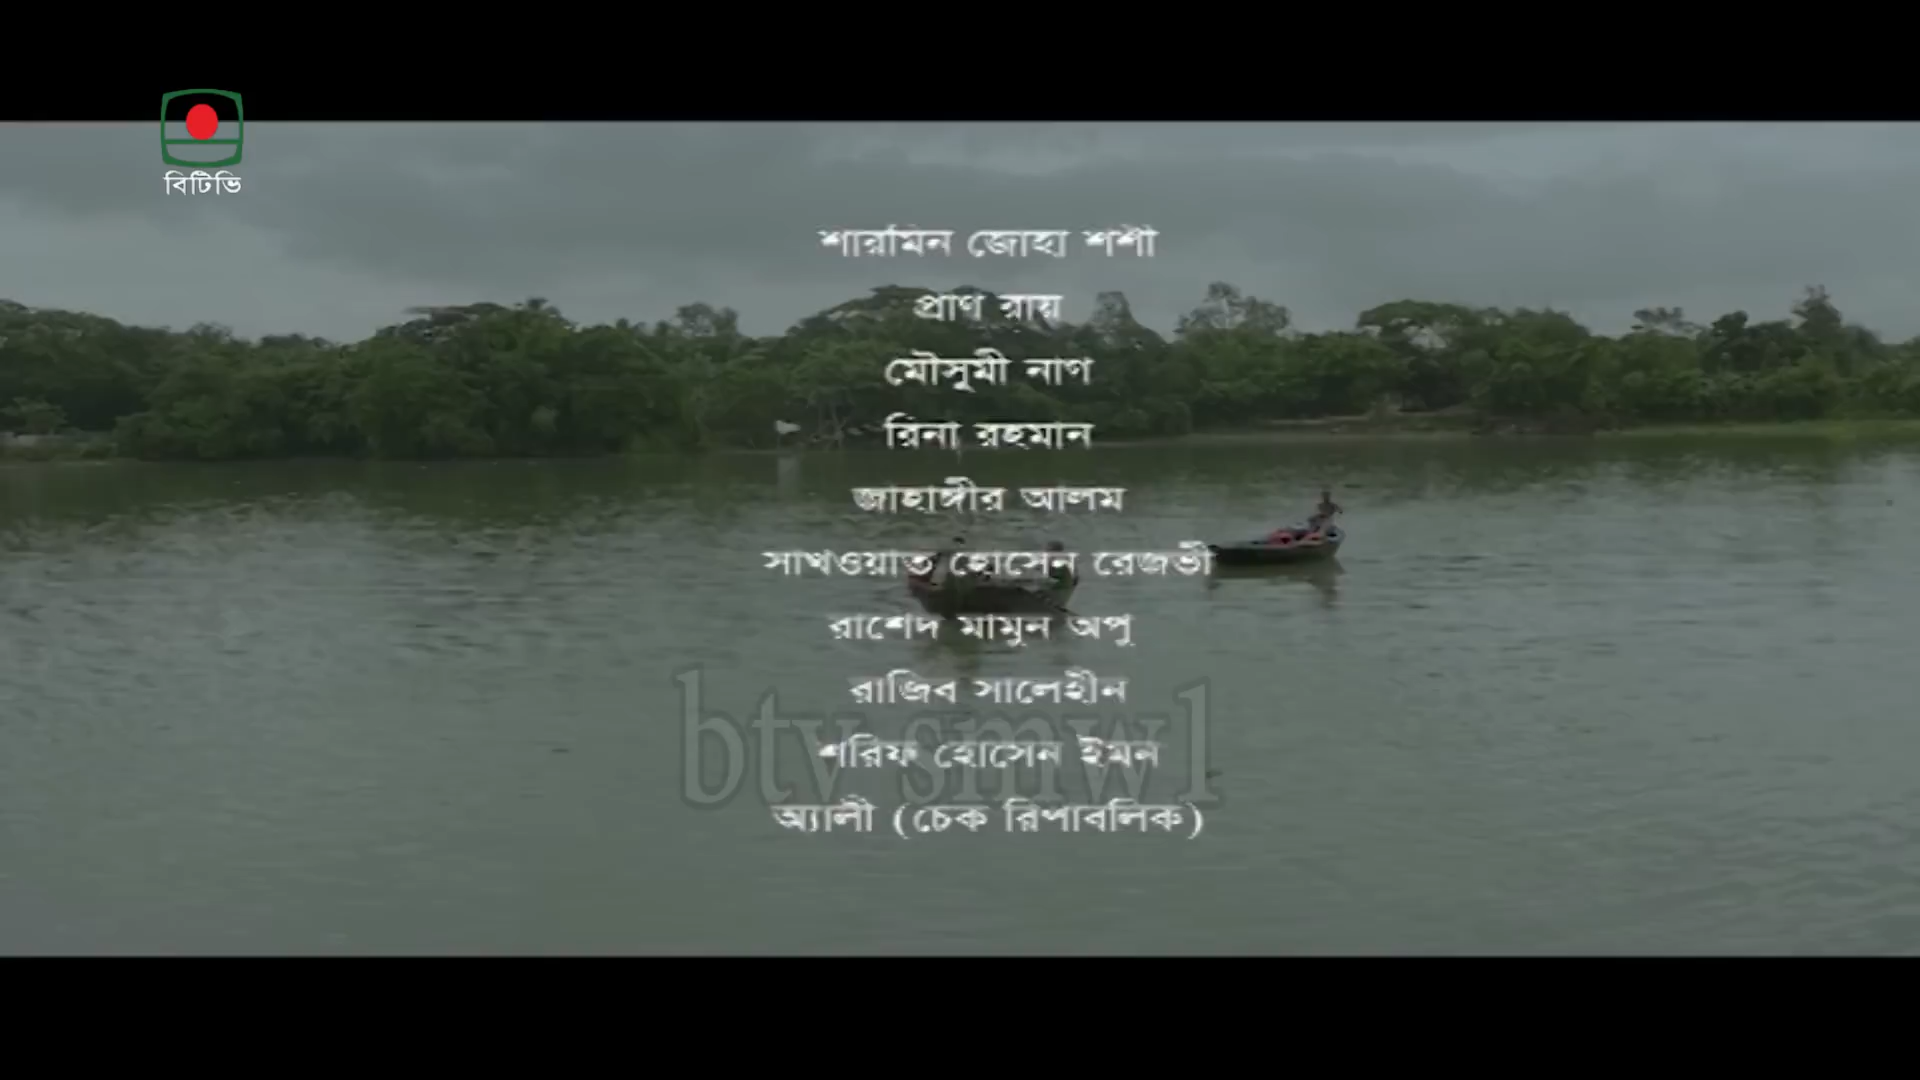 বিটিভি
শারমিন জোহা শশী
প্রাণ রায়
মৌসুমী নাগ
রিনা রহমান
জাহাঙ্গীর আলম
সাখওয়াত হোসেন রেজভী
রাশেদ মামুন অপু
রাজিব সালেহীন
btv smw1
শরিফ হোসেন ইমন
অ্যালী (চেক রিপাবলিক)